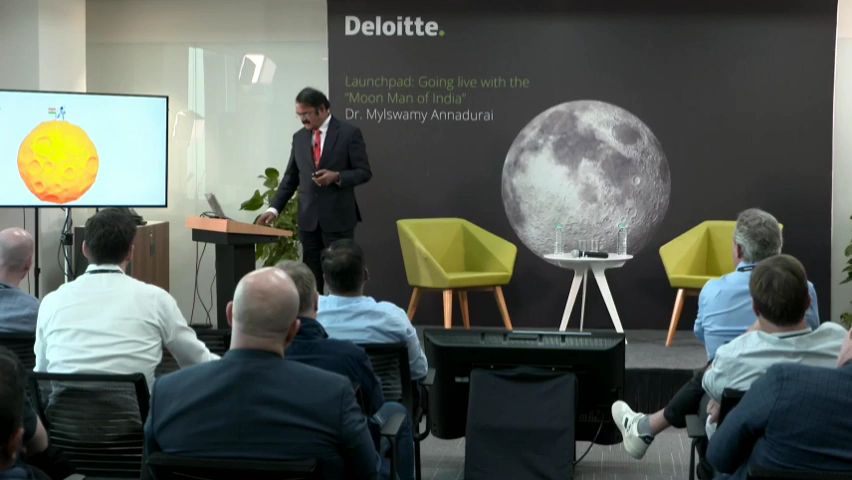 Deloitte.
Launchpad: Going live with the
"Moon Man of India"
Dr. Mylswamy Annadurai